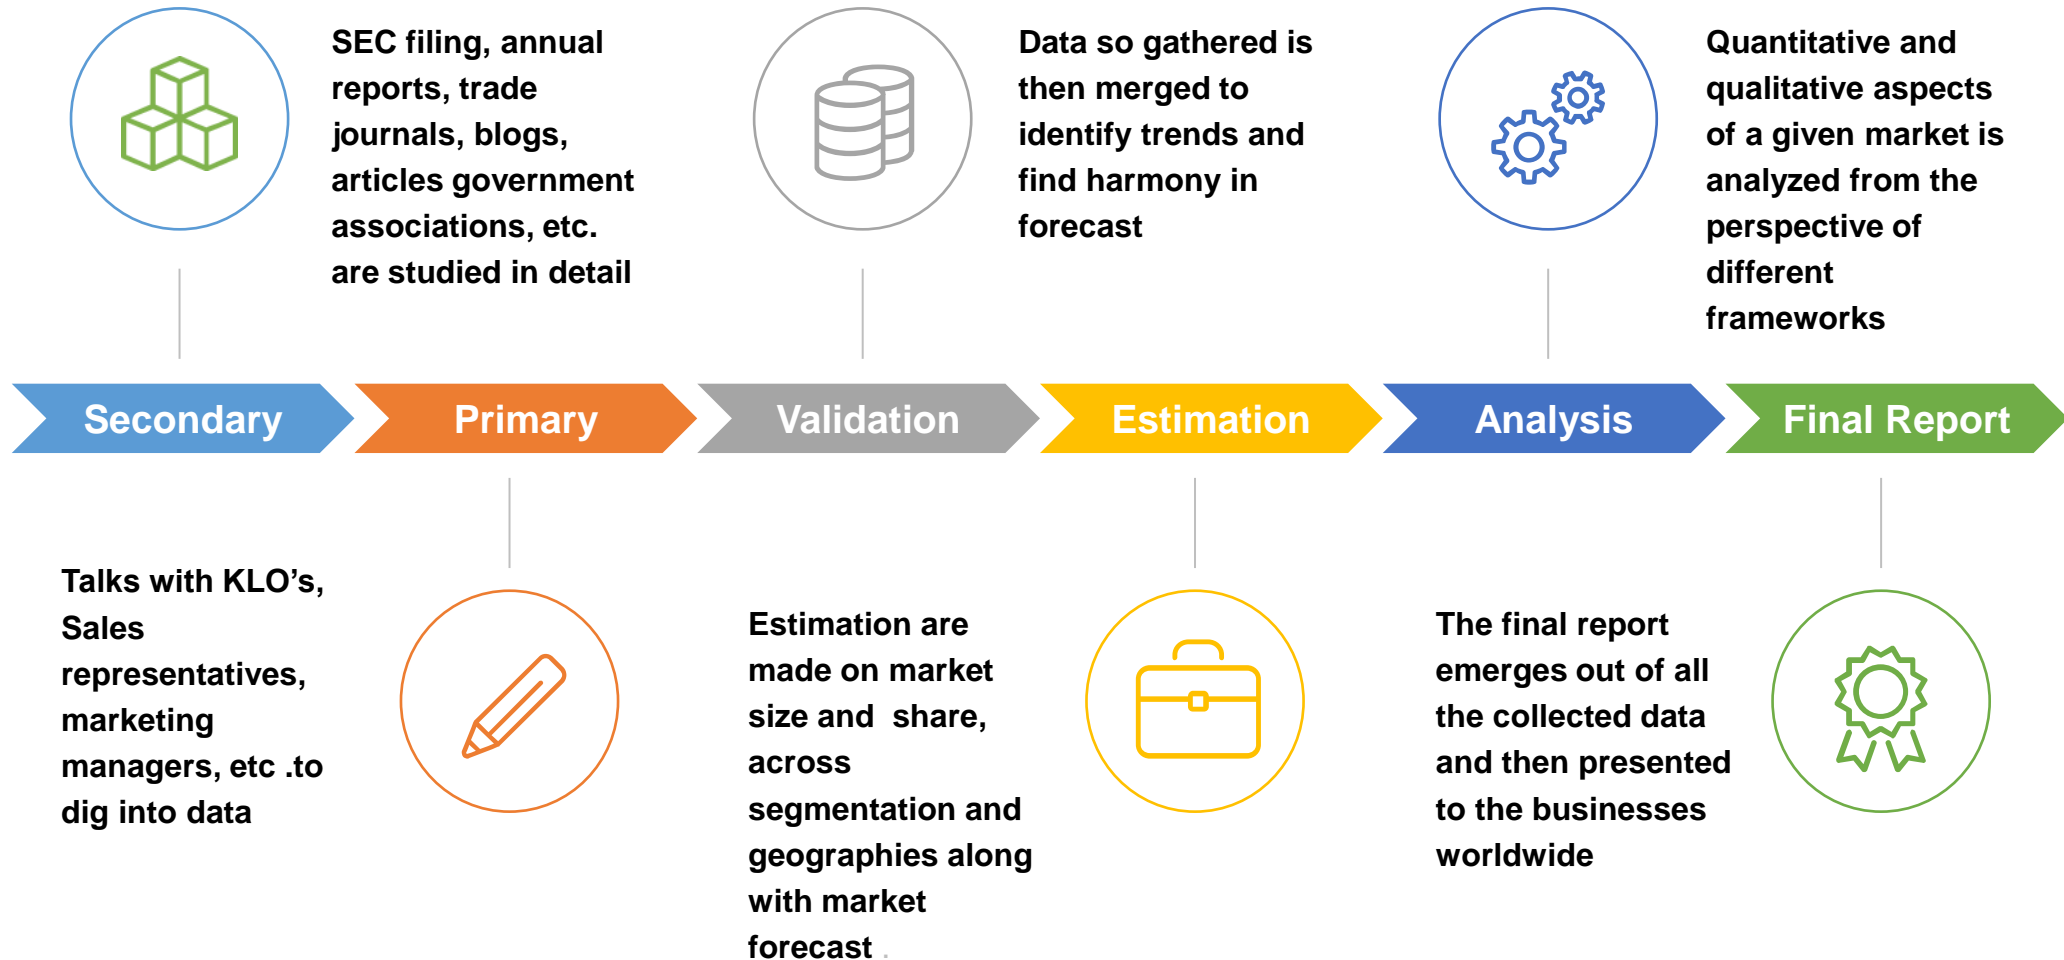 SEC filing, annual
reports, trade
journals, blogs,
articles government
associations, etc.
are studied in detail
Data so gathered is
then merged to
identify trends and
find harmony in
forecast
Quantitative and
qualitative aspects
of a given market is
analyzed from the
perspective of
different
frameworks
Secondary
Primary
Validation
Estimation
Analysis
Final Report
Talks with KLO’s,
Sales
representatives,
marketing
managers, etc .to
dig into data
Estimation are
made on market
size and  share,
across
segmentation and
geographies along
with market
forecast .
The final report
emerges out of all
the collected data
and then presented
to the businesses
worldwide